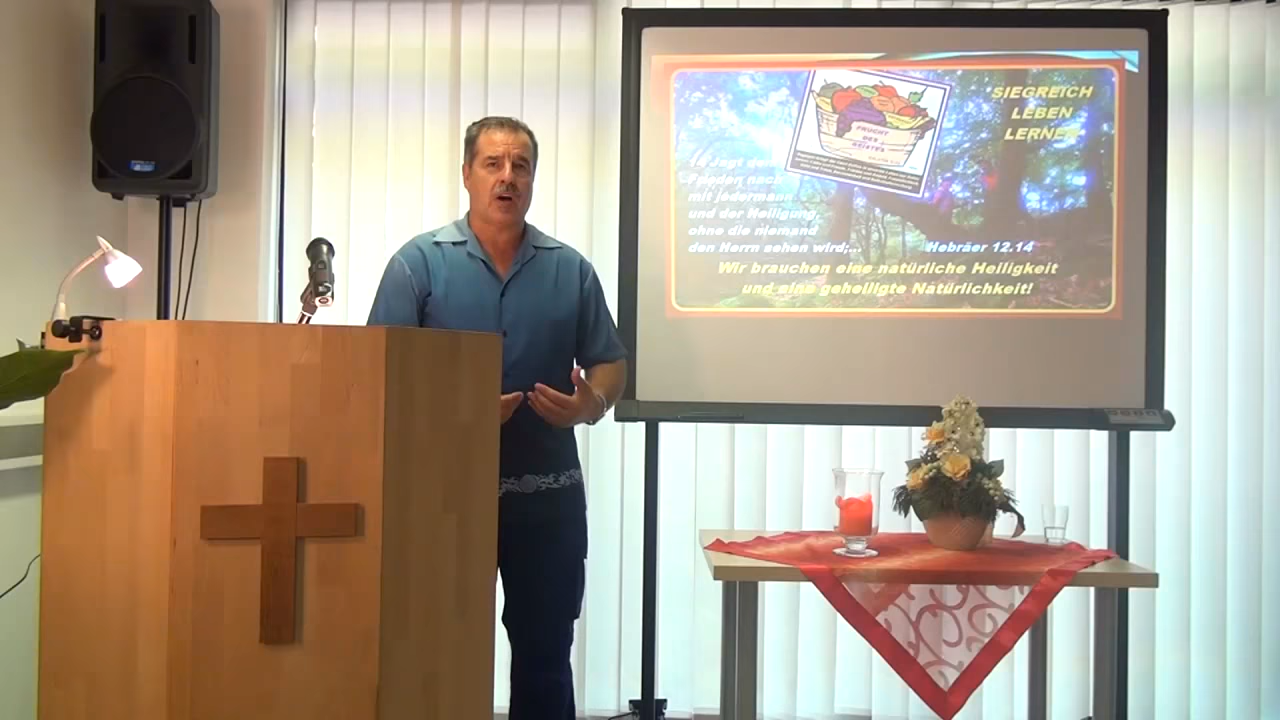 SIEGREICH
LEBEN
LERNEN
FRUCHT
DES
GEISTES
14 Jagt dem
Frieden nach
mit jedermann
und der Heiligung,
ohne die niemand
den Herrn sehen wird;...
Hebräer 12.14
Wir brauchen eine natürliche Heiligkeit
und eine geheiligte Natürlichkeit!